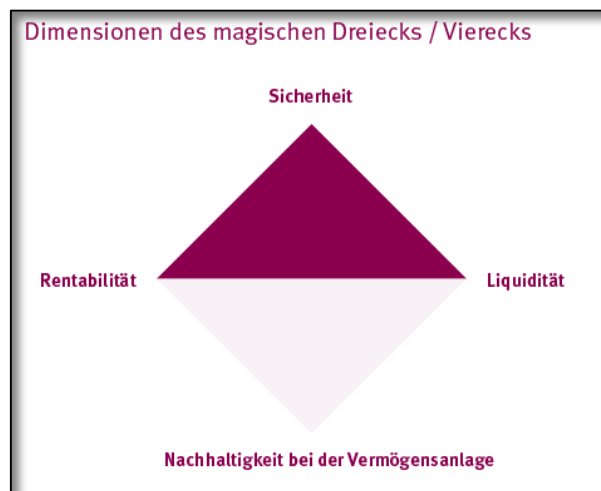 Dimensionen des magischen Dreiecks / Vierecks
Sicherheit
Rentabilität
Liquidität
Nachhaltigkeit bei der Vermögensanlage